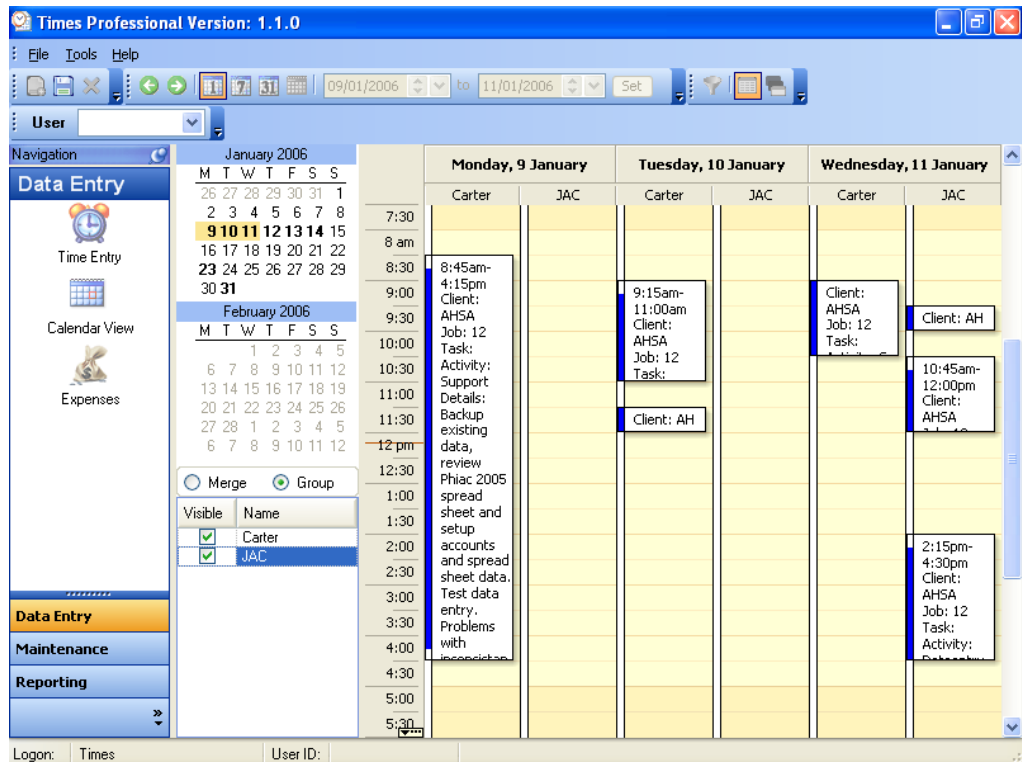 Times Professional Version: 1.1.0
File Tools Help
1 7 31 09/01/2006 to 11/01/2006 Set
User
Navigation
Data Entry
Time Entry
Calendar View
Expenses
Data Entry
Maintenance
Reporting
January 2006
M T W T F S S
26 27 28 29 30 31 1
2 3 4 5 6 7 8
9 10 11 12 13 14 15
16 17 18 19 20 21 22
23 24 25 26 27 28 29
30 31
February 2006
M T W T F S S
1 2 3 4 5
6 7 8 9 10 11 12
13 14 15 16 17 18 19
20 21 22 23 24 25 26
27 28 1 2 3 4 5
6 7 8 9 10 11 12
Merge Group
Visible Name
Carter
JAC
Monday, 9 January Tuesday, 10 January Wednesday, 11 January
Carter JAC Carter JAC Carter JAC
7:30
8 am
8:30
9:00
9:30
10:00
10:30
11:00
11:30
12 pm
12:30
1:00
1:30
2:00
2:30
3:00
3:30
4:00
4:30
5:00
5:30
8:45am-
4:15pm
Client:
AHSA
Job: 12
Task:
Activity:
Support
Details:
Backup
existing
data,
review
Phiac 2005
spread
sheet and
setup
accounts
and spread
sheet data.
Test data
entry.
Problems
with
9:15am-
11:00am
Client:
AHSA
Job: 12
Task:
Client: AH
Client:
AHSA
Job: 12
Task:
Client: AH
10:45am-
12:00pm
Client:
AHSA
2:15pm-
4:30pm
Client:
AHSA
Job: 12
Task:
Activity:
Logon: Times User ID: